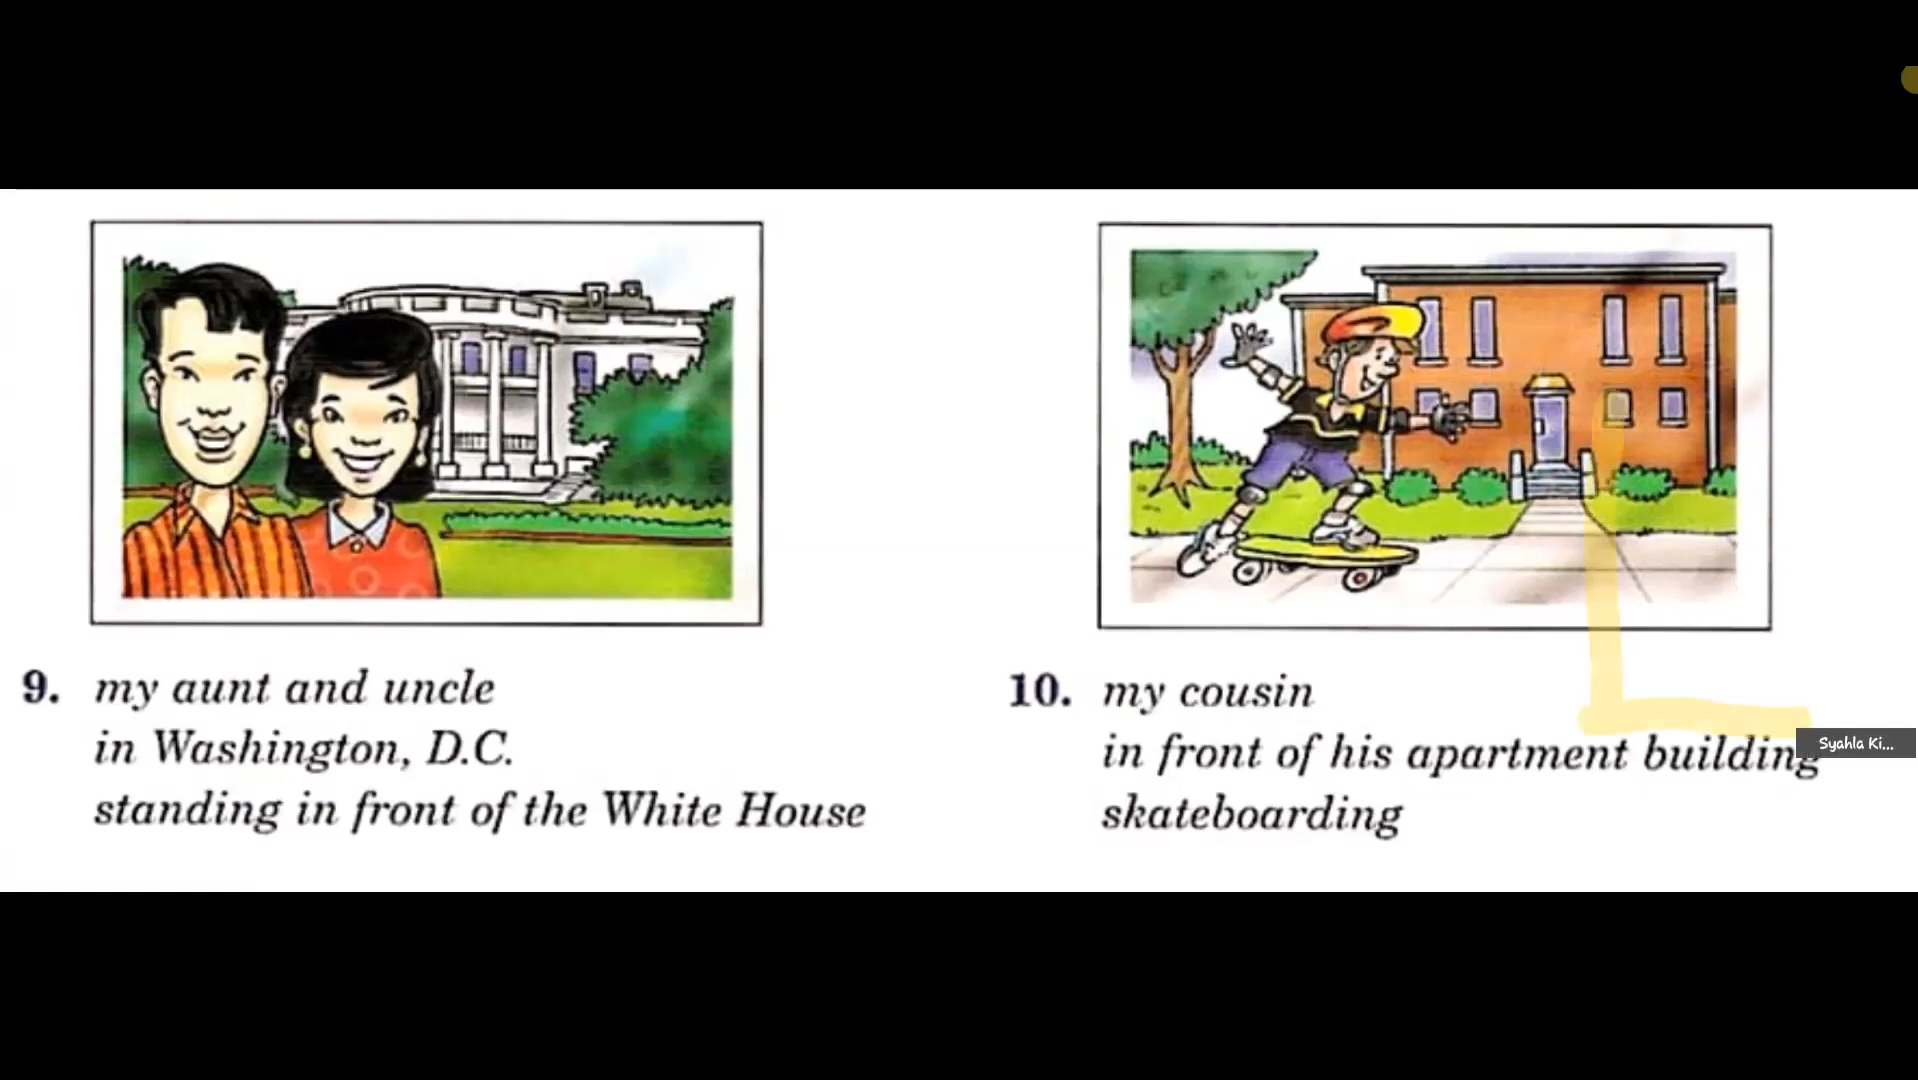 9. my aunt and uncle
in Washington, D.C.
standing in front of the White House
10. my cousin
in front of his apartment building
skateboarding
Syahla Ki...